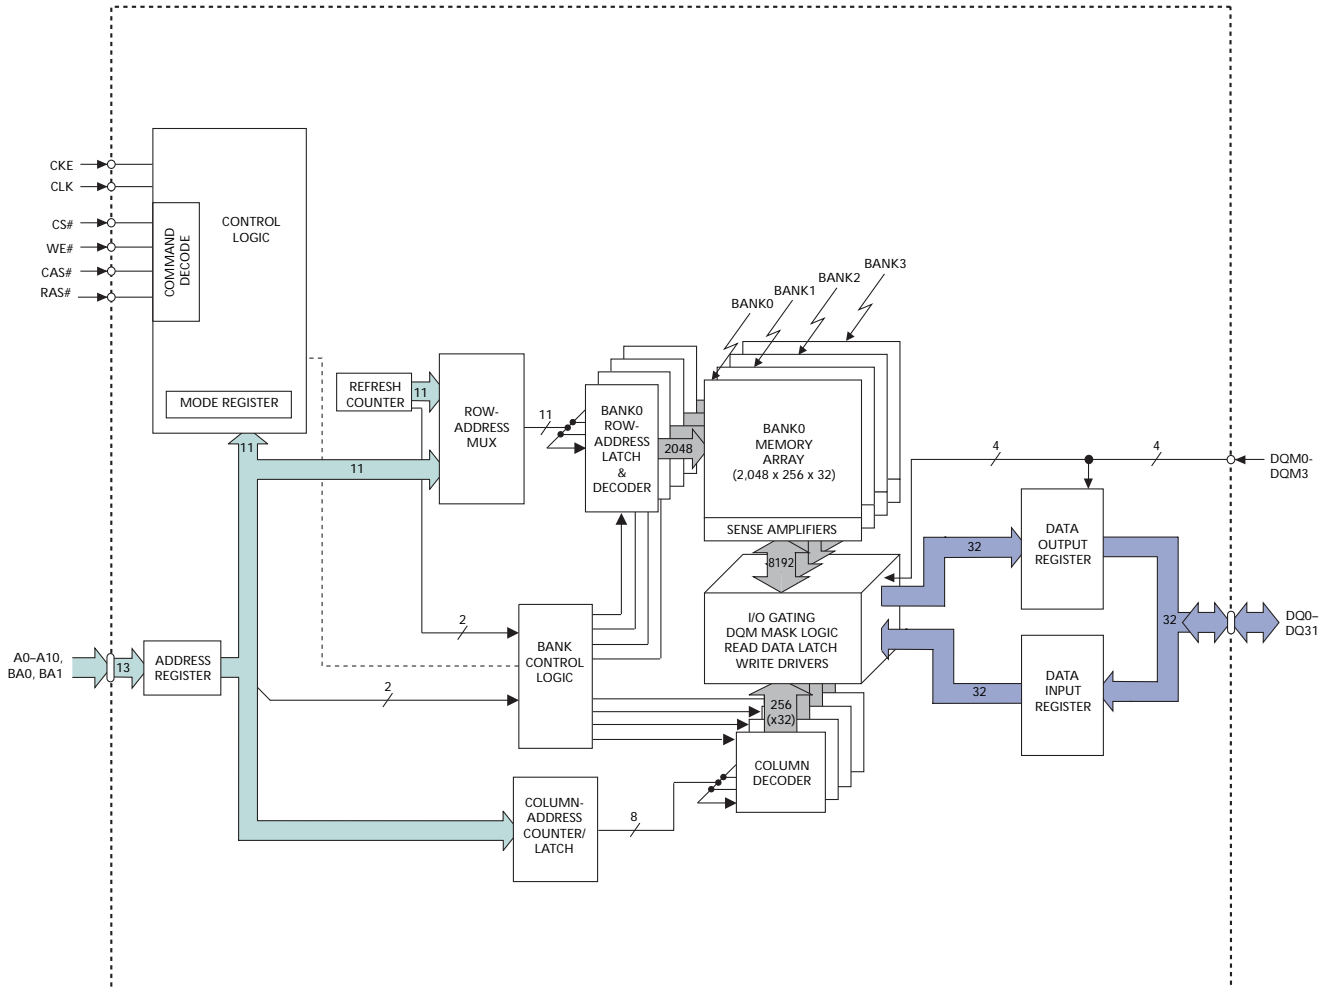 CKE
CLK
CS#
WE#
CAS#
RAS#
COMMAND
DECODE
CONTROL
LOGIC
MODE REGISTER
11
11
REFRESH
COUNTER
11
ROW-
ADDRESS
MUX
11
BANK0
ROW-
ADDRESS
LATCH
&
DECODER
2048
BANK0
BANK1
BANK2
BANK3
BANK0
MEMORY
ARRAY
(2,048 x 256 x 32)
SENSE AMPLIFIERS
8192
I/O GATING
DQM MASK LOGIC
READ DATA LATCH
WRITE DRIVERS
256
(x32)
COLUMN
DECODER
4
4
DQM0-
DQM3
DATA
OUTPUT
REGISTER
32
32
DQ0–
DQ31
DATA
INPUT
REGISTER
32
A0–A10,
BA0, BA1
13
ADDRESS
REGISTER
2
2
BANK
CONTROL
LOGIC
COLUMN-
ADDRESS
COUNTER/
LATCH
8